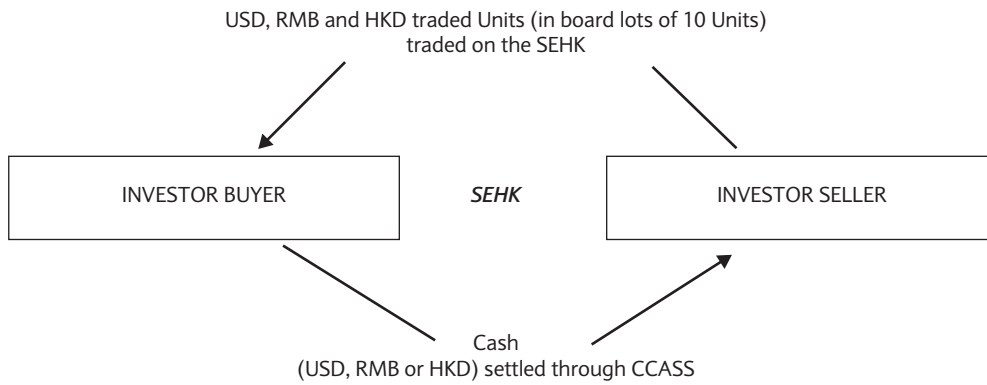 USD, RMB and HKD traded Units (in board lots of 10 Units)
traded on the SEHK
INVESTOR BUYER
SEHK
INVESTOR SELLER
Cash
(USD, RMB or HKD) settled through CCASS